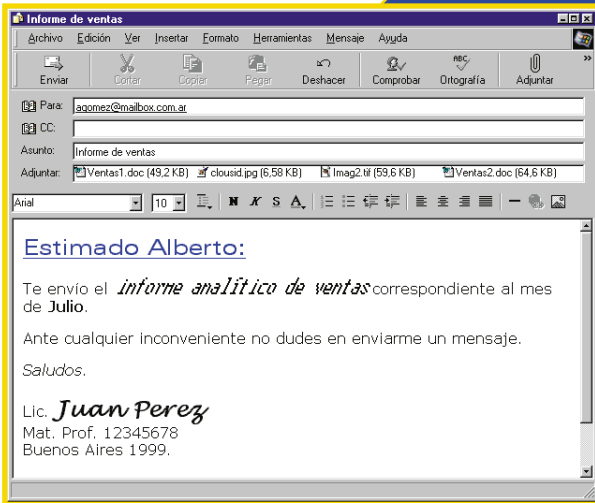 Informe de ventas
Archivo Edición Ver Insertar Formato Herramientas Mensaje Ayuda
Enviar Cortar Copiar Pegar Deshacer Comprobar Ortografía Adjuntar »
Para: agomez@mailbox.com.ar
CC:
Asunto: Informe de ventas
Adjuntar: Ventas1.doc (49,2 KB) clousid.jpg (6,58 KB) Imag2.tif (59,6 KB) Ventas2.doc (64,6 KB)
Arial 10 N K S A
Estimado Alberto:
Te envío el informe analítico de ventas correspondiente al mes
de Julio.
Ante cualquier inconveniente no dudes en enviarme un mensaje.
Saludos.
Lic. Juan Perez
Mat. Prof. 12345678
Buenos Aires 1999.